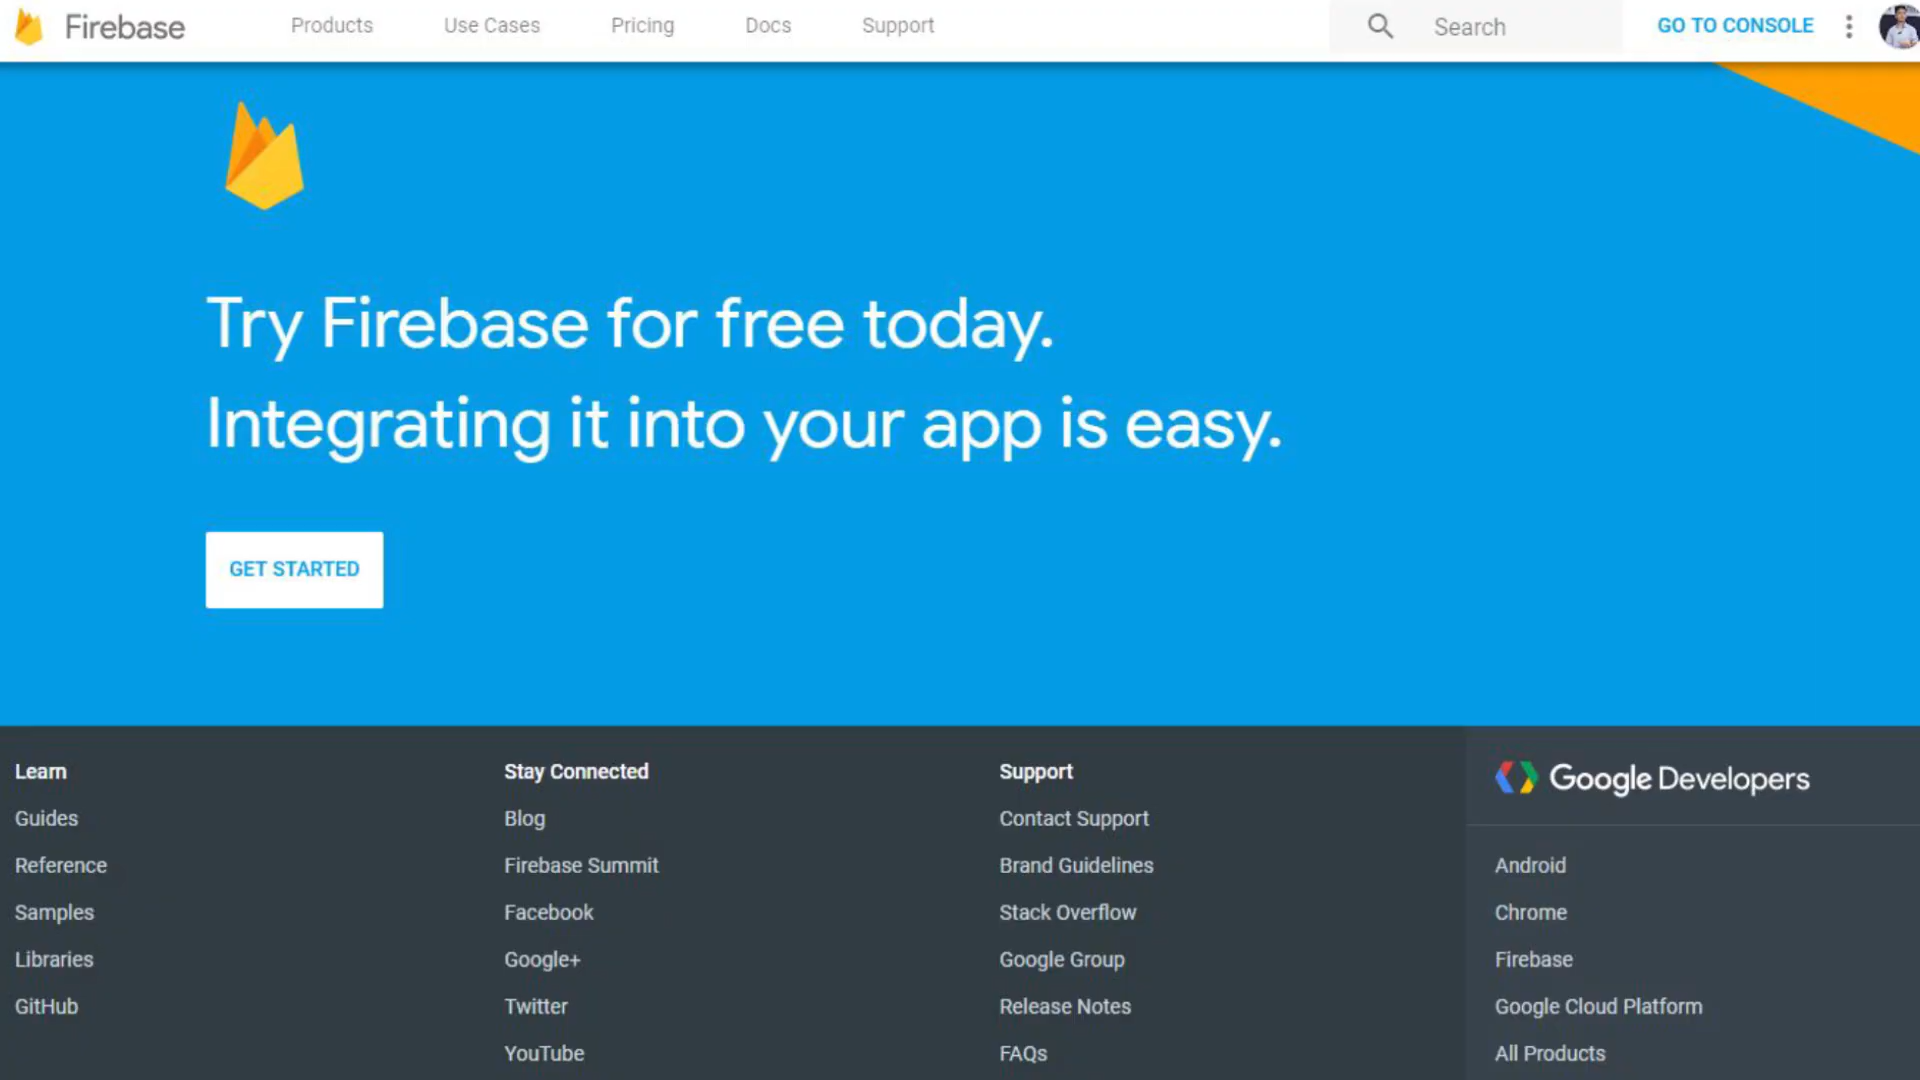 Firebase
Products
Use Cases
Pricing
Docs
Support
Search
GO TO CONSOLE
Try Firebase for free today.
Integrating it into your app is easy.
GET STARTED
Learn
Guides
Reference
Samples
Libraries
GitHub
Stay Connected
Blog
Firebase Summit
Facebook
Google+
Twitter
YouTube
Support
Contact Support
Brand Guidelines
Stack Overflow
Google Group
Release Notes
FAQs
Google Developers
Android
Chrome
Firebase
Google Cloud Platform
All Products